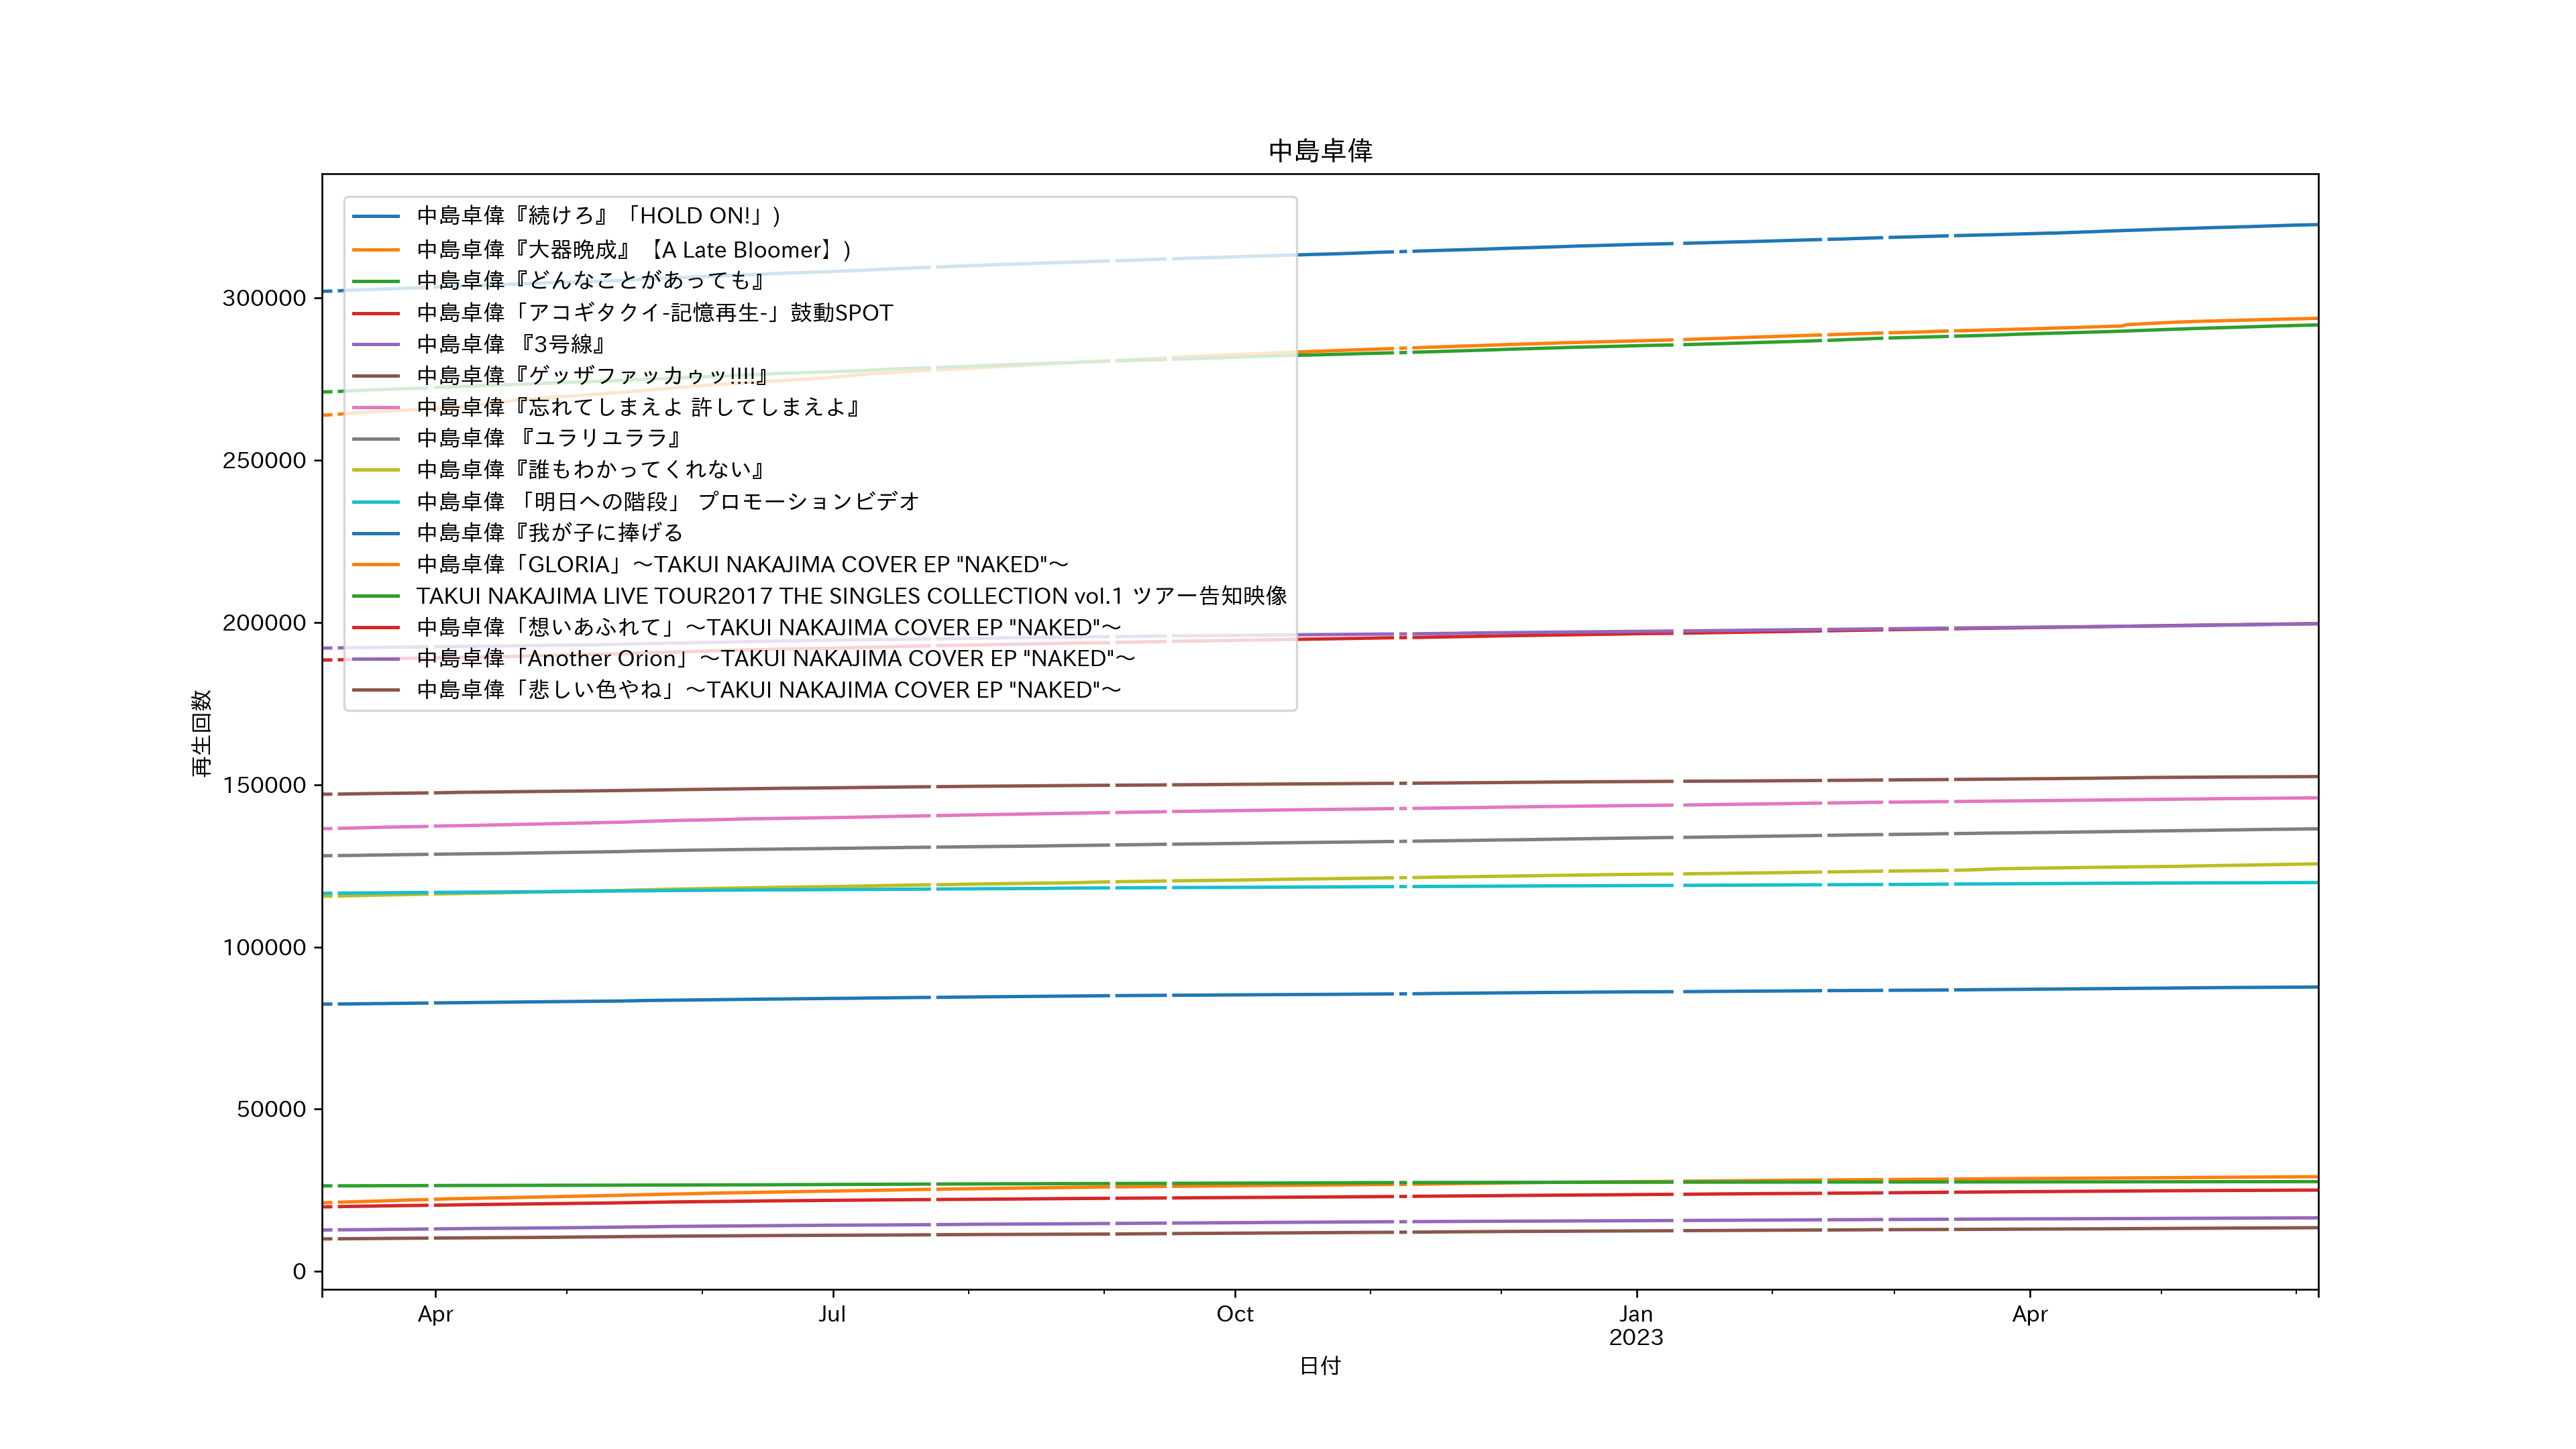 中島卓偉
中島卓偉『続けろ』「HOLD ON!」)
中島卓偉『大器晩成』【A Late Bloomer】)
中島卓偉『どんなことがあっても』
中島卓偉「アコギタクイ-記憶再生-」鼓動SPOT
中島卓偉 『3号線』
中島卓偉『ゲッザファッカゥッ!!!!』
中島卓偉『忘れてしまえよ 許してしまえよ』
中島卓偉 『ユラリユララ』
中島卓偉『誰もわかってくれない』
中島卓偉 「明日への階段」 プロモーションビデオ
中島卓偉『我が子に捧げる
中島卓偉「GLORIA」～TAKUI NAKAJIMA COVER EP "NAKED"～
TAKUI NAKAJIMA LIVE TOUR2017 THE SINGLES COLLECTION vol.1 ツアー告知映像
中島卓偉「想いあふれて」～TAKUI NAKAJIMA COVER EP "NAKED"～
中島卓偉「Another Orion」～TAKUI NAKAJIMA COVER EP "NAKED"～
中島卓偉「悲しい色やね」～TAKUI NAKAJIMA COVER EP "NAKED"～
再生回数
300000
250000
200000
150000
100000
50000
0
Apr
Jul
Oct
Jan
2023
Apr
日付